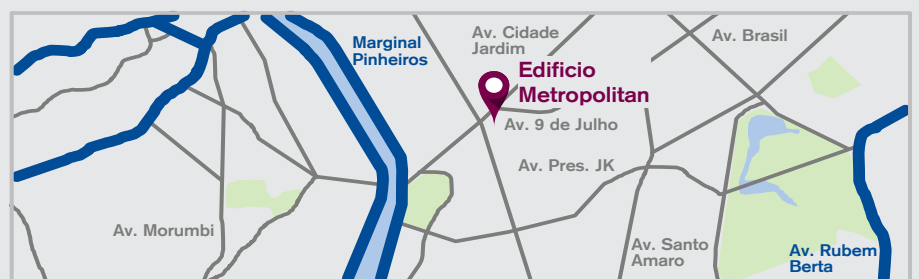 Av. Cidade
Jardim
Av. Brasil
Marginal
Pinheiros
Edificio
Metropolitan
Av. 9 de Julho
Av. Pres. JK
Av. Morumbi
Av. Santo
Amaro
Av. Rubem
Berta